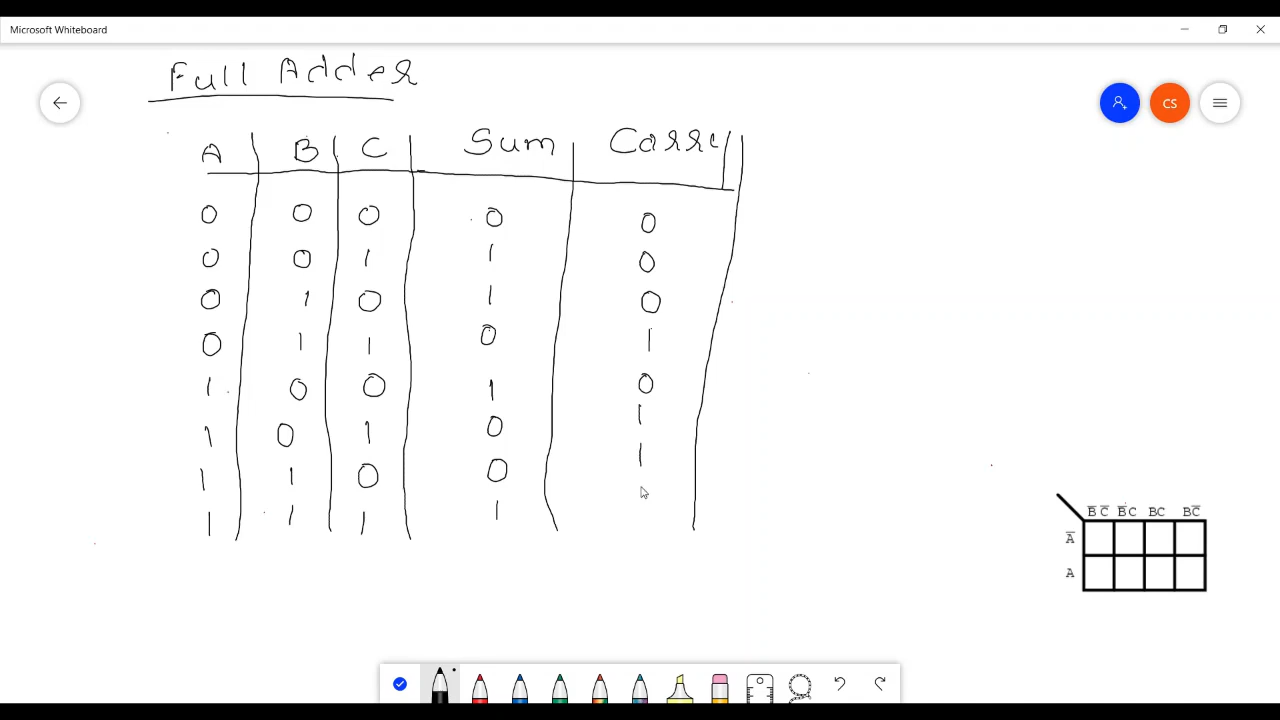 Microsoft Whiteboard
Full Adder
CS
A B C Sum Carry
0 0 0 0 0
0 0 1 1 0
0 1 0 1 0
0 1 1 0 1
1 0 0 1 0
1 0 1 0 1
1 1 0 0 1
1 1 1 1
B̅ C̅ B̅ C BC BC̅
A̅
A